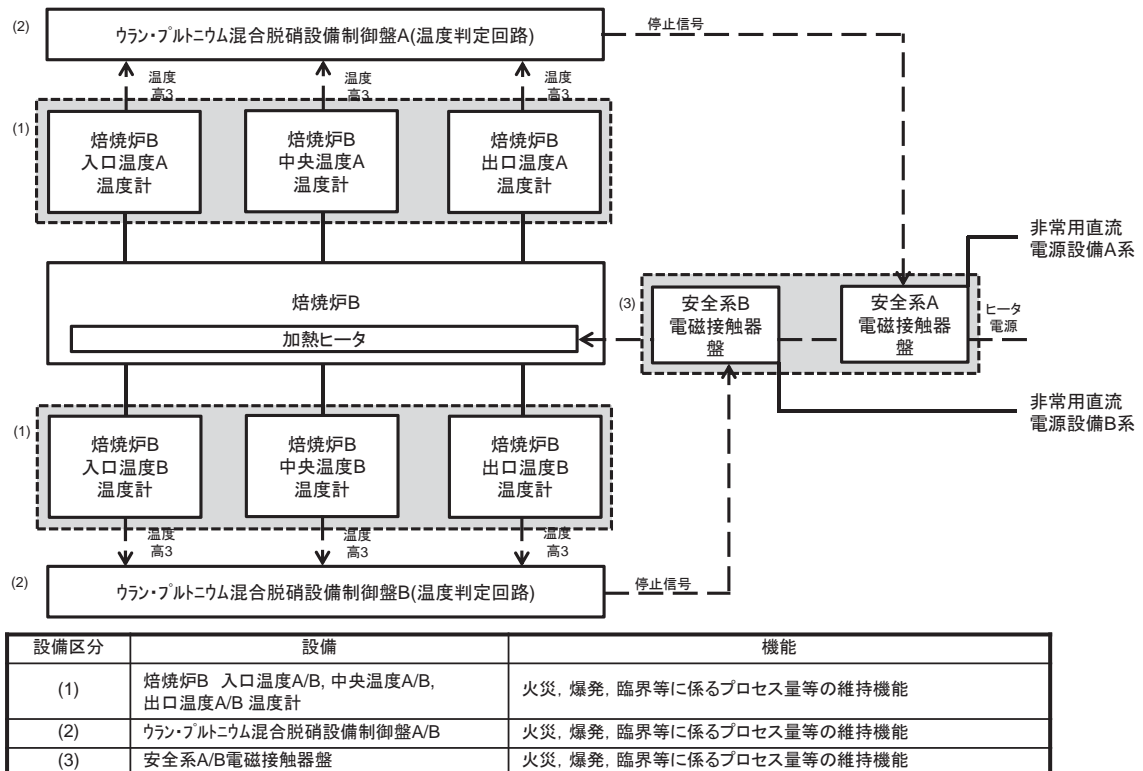 (2)
ウラン・プルトニウム混合脱硝設備制御盤A(温度判定回路)
停止信号
温度
高3
温度
高3
温度
高3
(1)
焙焼炉B
入口温度A
温度計
焙焼炉B
中央温度A
温度計
焙焼炉B
出口温度A
温度計
非常用直流
電源設備A系
焙焼炉B
加熱ヒータ
(3)
安全系B
電磁接触器
盤
安全系A
電磁接触器
盤
ヒータ
電源
非常用直流
電源設備B系
(1)
焙焼炉B
入口温度B
温度計
焙焼炉B
中央温度B
温度計
焙焼炉B
出口温度B
温度計
温度
高3
温度
高3
温度
高3
(2)
ウラン・プルトニウム混合脱硝設備制御盤B(温度判定回路)
停止信号
設備区分 設備 機能
(1) 焙焼炉B 入口温度A/B, 中央温度A/B,
出口温度A/B 温度計 火災, 爆発, 臨界等に係るプロセス量等の維持機能
(2) ウラン・プルトニウム混合脱硝設備制御盤A/B 火災, 爆発, 臨界等に係るプロセス量等の維持機能
(3) 安全系A/B電磁接触器盤 火災, 爆発, 臨界等に係るプロセス量等の維持機能